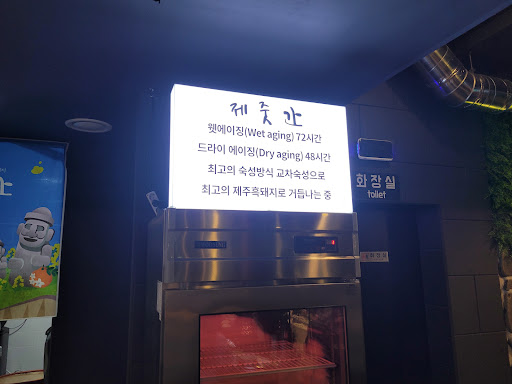 제줏간
웻에이징(Wet aging) 72시간
드라이 에이징(Dry aging) 48시간
최고의 숙성방식 교차숙성으로
최고의 제주흑돼지로 거듭나는 중
화장실
toilet